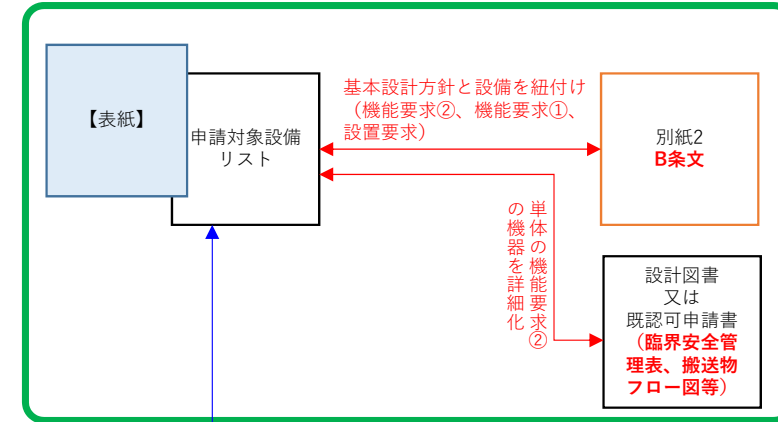 【表紙】
申請対象設備
リスト
基本設計方針と設備を紐付け
（機能要求②、機能要求①、
設置要求）
別紙2
B条文
単体の機能要求②
の機器を詳細化
設計図書
又は
既認可申請書
（臨界安全管
理表、搬送物
フロー図等）